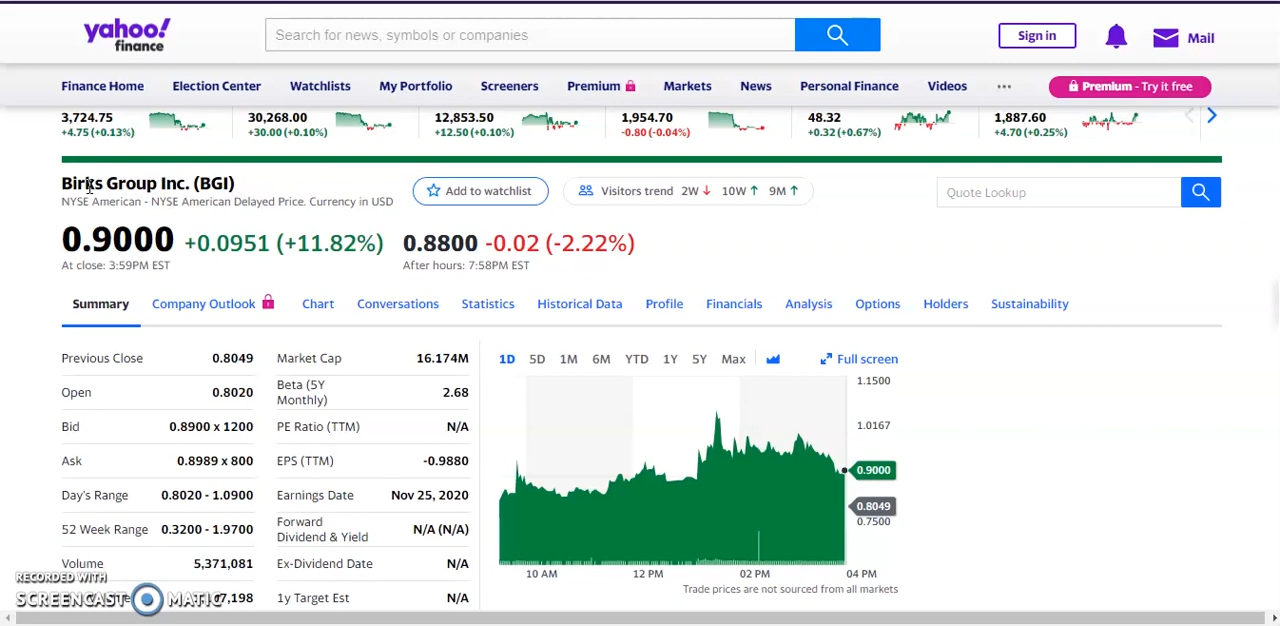 yahoo!
finance
Search for news, symbols or companies
Sign in
Mail
Finance Home Election Center Watchlists My Portfolio Screeners Premium Markets News Personal Finance Videos ... Premium - Try it free
3,724.75 30,268.00 12,853.50 1,954.70 48.32 1,887.60
+4.75 (+0.13%) +30.00 (+0.10%) +12.50 (+0.10%) -0.80 (-0.04%) +0.32 (+0.67%) +4.70 (+0.25%)
Birks Group Inc. (BGI)
NYSE American - NYSE American Delayed Price. Currency in USD
Add to watchlist
Visitors trend 2W ↓ 10W ↑ 9M ↑
Quote Lookup
0.9000 +0.0951 (+11.82%) 0.8800 -0.02 (-2.22%)
At close: 3:59PM EST After hours: 7:58PM EST
Summary Company Outlook Chart Conversations Statistics Historical Data Profile Financials Analysis Options Holders Sustainability
Previous Close 0.8049
Open 0.8020
Bid 0.8900 x 1200
Ask 0.8989 x 800
Day's Range 0.8020 - 1.0900
52 Week Range 0.3200 - 1.9700
Volume 5,371,081
Market Cap 16.174M
Beta (5Y
Monthly) 2.68
PE Ratio (TTM) N/A
EPS (TTM) -0.9880
Earnings Date Nov 25, 2020
Forward
Dividend & Yield N/A (N/A)
Ex-Dividend Date N/A
1y Target Est N/A
1D 5D 1M 6M YTD 1Y 5Y Max Full screen
1.1500
1.0167
0.9000
0.8049
0.7500
10 AM 12 PM 02 PM 04 PM
Trade prices are not sourced from all markets
RECORDED WITH
SCREENCAST MATIC